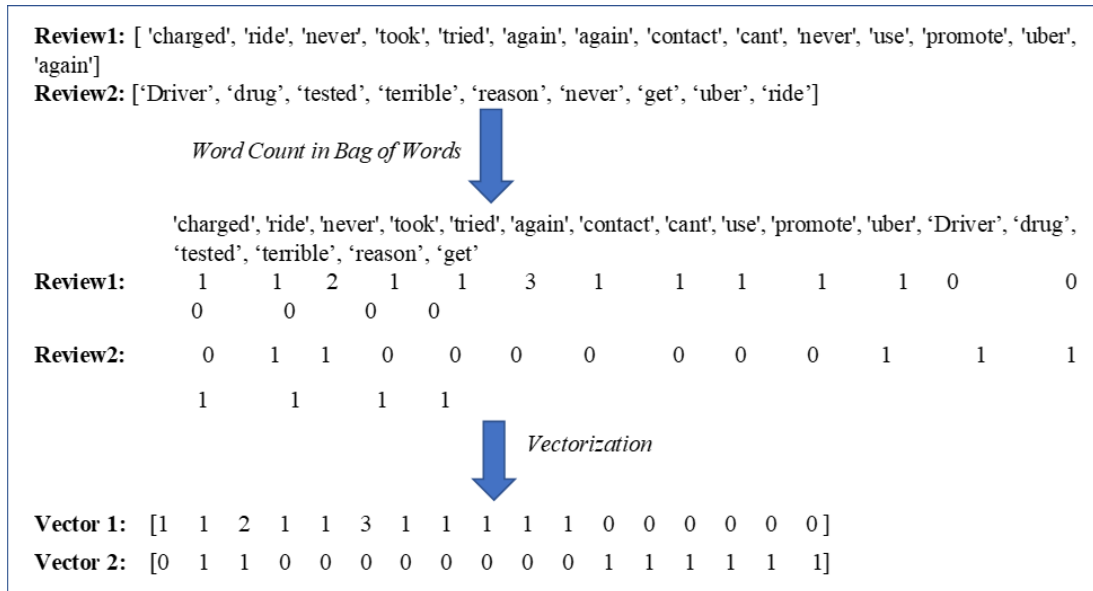 Review1: [ 'charged', 'ride', 'never', 'took', 'tried', 'again', 'again', 'contact', 'cant', 'never', 'use', 'promote', 'uber',
'again']
Review2: [‘Driver’, ‘drug’, ‘tested’, ‘terrible’, ‘reason’, ‘never’, ‘get’, ‘uber’, ‘ride’]
Word Count in Bag of Words
'charged', 'ride', 'never', 'took', 'tried', 'again', 'contact', 'cant', 'use', 'promote', 'uber', ‘Driver’, ‘drug’,
‘tested’, ‘terrible’, ‘reason’, ‘get’
Review1: 1 1 2 1 1 3 1 1 1 1 1 0 0
0 0 0 0
Review2: 0 1 1 0 0 0 0 0 0 0 1 1 1
1 1 1 1
Vectorization
Vector 1: [1 1 2 1 1 3 1 1 1 1 1 0 0 0 0 0 0]
Vector 2: [0 1 1 0 0 0 0 0 0 0 0 1 1 1 1 1 1]